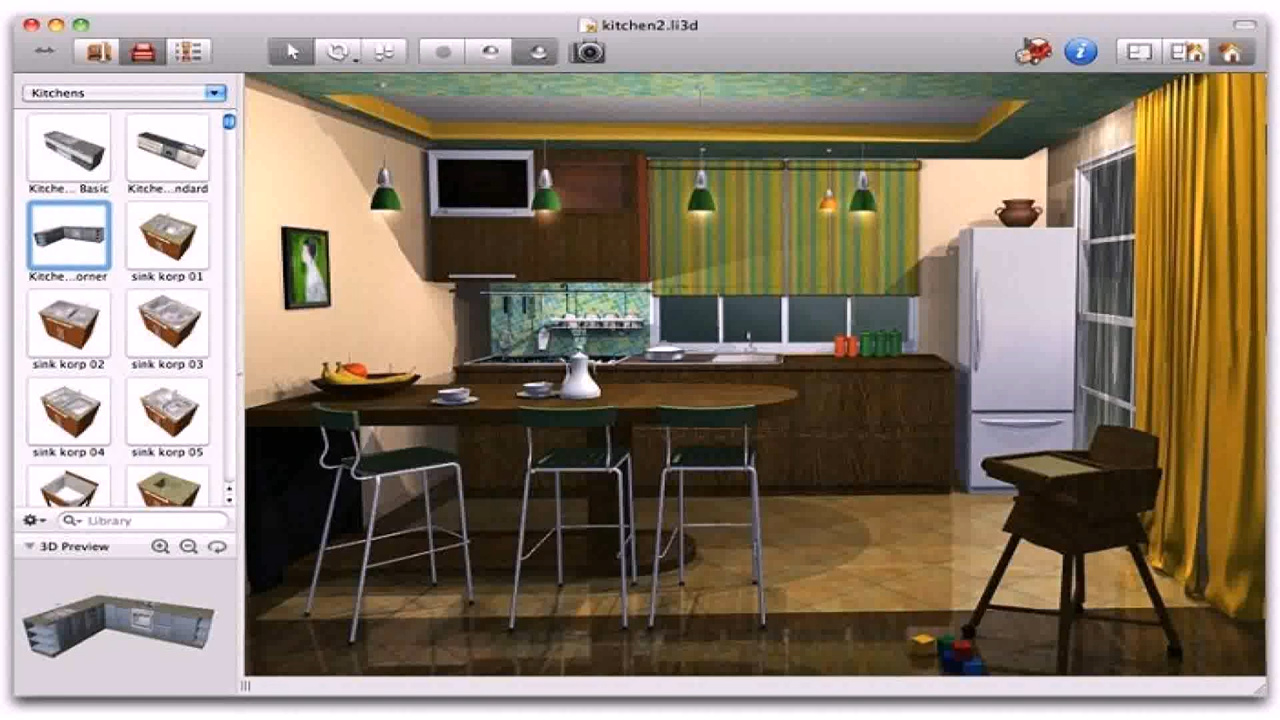 kitchen2.li3d
Kitchens
Kitche... Basic
Kitche...ndard
Kitche...orner
sink korp 01
sink korp 02
sink korp 03
sink korp 04
sink korp 05
Library
3D Preview